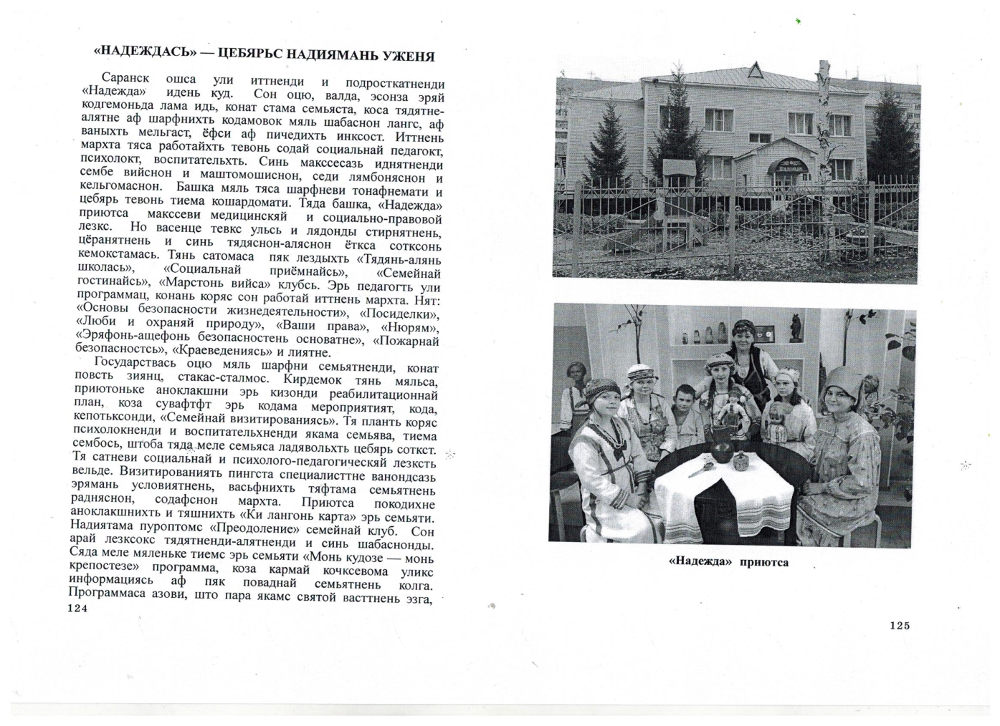 «НАДЕЖДАСЬ» — ЦЕБЯРЬС НАДИЯМАНЬ УЖЕНЯ
Саранск ошса ули иттненди и подросткатненди
«Надежда» идень куд. Сон оцю, валда, эсонза эряй
кодгемоньда лама идь, конат стама семьяста, коса тядятне-
алятне аф шарфнихть кодамовок мяль шабаснон лангс, аф
ваныхть мельгаст, ёфси аф пичедихть инксост. Иттнень
мархта тяса работайхть тевонь содай социальнай педагокт,
психолокт, воспитательхть. Синь макссесазь иднятненди
сембе вийснон и маштомошиснон, седи лямбоняснон и
кельгомаснон. Башка мяль тяса шарфневи тонафнемати и
цебярь тевонь тиема кошардомати. Тяда башка, «Надежда»
приютса макссеви медицинскяй и социально-правовой
лезкс. Но васенце тевкс ульсь и лядонды стирнятнень,
цёранятнень и синь тядяснон-аляснон ёткса сотксонь
кемокстамась. Тянь сатомаса пяк лездыхть «Тядянь-алянь
школась», «Социальнай приёмнайсь», «Семейнай
гостинайсь», «Марстонь вийса» клубсь. Эрь педагогть ули
программац, конань коряс сон работай иттнень мархта. Нят:
«Основы безопасности жизнедеятельности», «Посиделки»,
«Люби и охраняй природу», «Ваши права», «Нюрям»,
«Эряфонь-ащефонь безопасностень основатне», «Пожарнай
безопасностсь», «Краеведениясь» и лиятне.
Государствась оцю мяль шарфни семьятненди, конат
повсть зиянц, стакас-сталмос. Кирдемок тянь мяльса,
приютоньке аноклакшни эрь кизонди реабилитационнай
план, коза сувафтфт эрь кодама мероприятият, кода,
кепотьксонди, «Семейнай визитированиясь». Тя планть коряс
психолокненди и воспитательхненди якама семьява, тиема
сембось, штоба тяда меле семьяса ладявольхть цебярь соткст.
Тя сатневи социальнай и психолого-педагогическяй лезксть
вельде. Визитированиять пингста специалисттне ванондсазь
эрямань условиятнень, васьфнихть тяфтама семьятнень
радняснон, содафснон мархта. Приютса покодихне
аноклакшнихть и тяшнихть «Ки лангонь карта» эрь семьяти.
Надиятама пуроптомс «Преодоление» семейнай клуб. Сон
арай лезксокс тядятненди-алятненди и синь шабаснонды.
Сяда меле мяленьке тиемс эрь семьяти «Монь кудозе — монь
крепостезе» программа, коза кармай кочксевома уликс
информациясь аф пяк поваднай семьятнень колга.
Программаса азови, што пара якамс святой васттнень эзга,
124
«Надежда» приютса
125